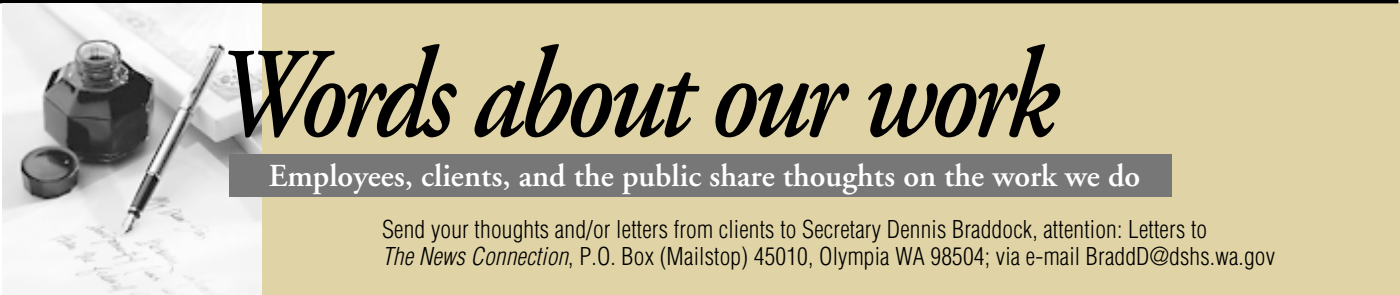 Words about our work
Employees, clients, and the public share thoughts on the work we do
Send your thoughts and/or letters from clients to Secretary Dennis Braddock, attention: Letters to
The News Connection, P.O. Box (Mailstop) 45010, Olympia WA 98504; via e-mail BraddD@dshs.wa.gov